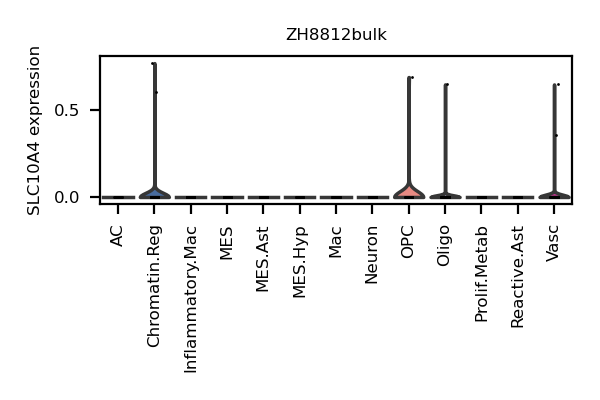 ZH8812bulk
SLC10A4 expression
0.5
0.0
AC
Chromatin.Reg
Inflammatory.Mac
MES
MES.Ast
MES.Hyp
Mac
Neuron
OPC
Oligo
Prolif.Metab
Reactive.Ast
Vasc